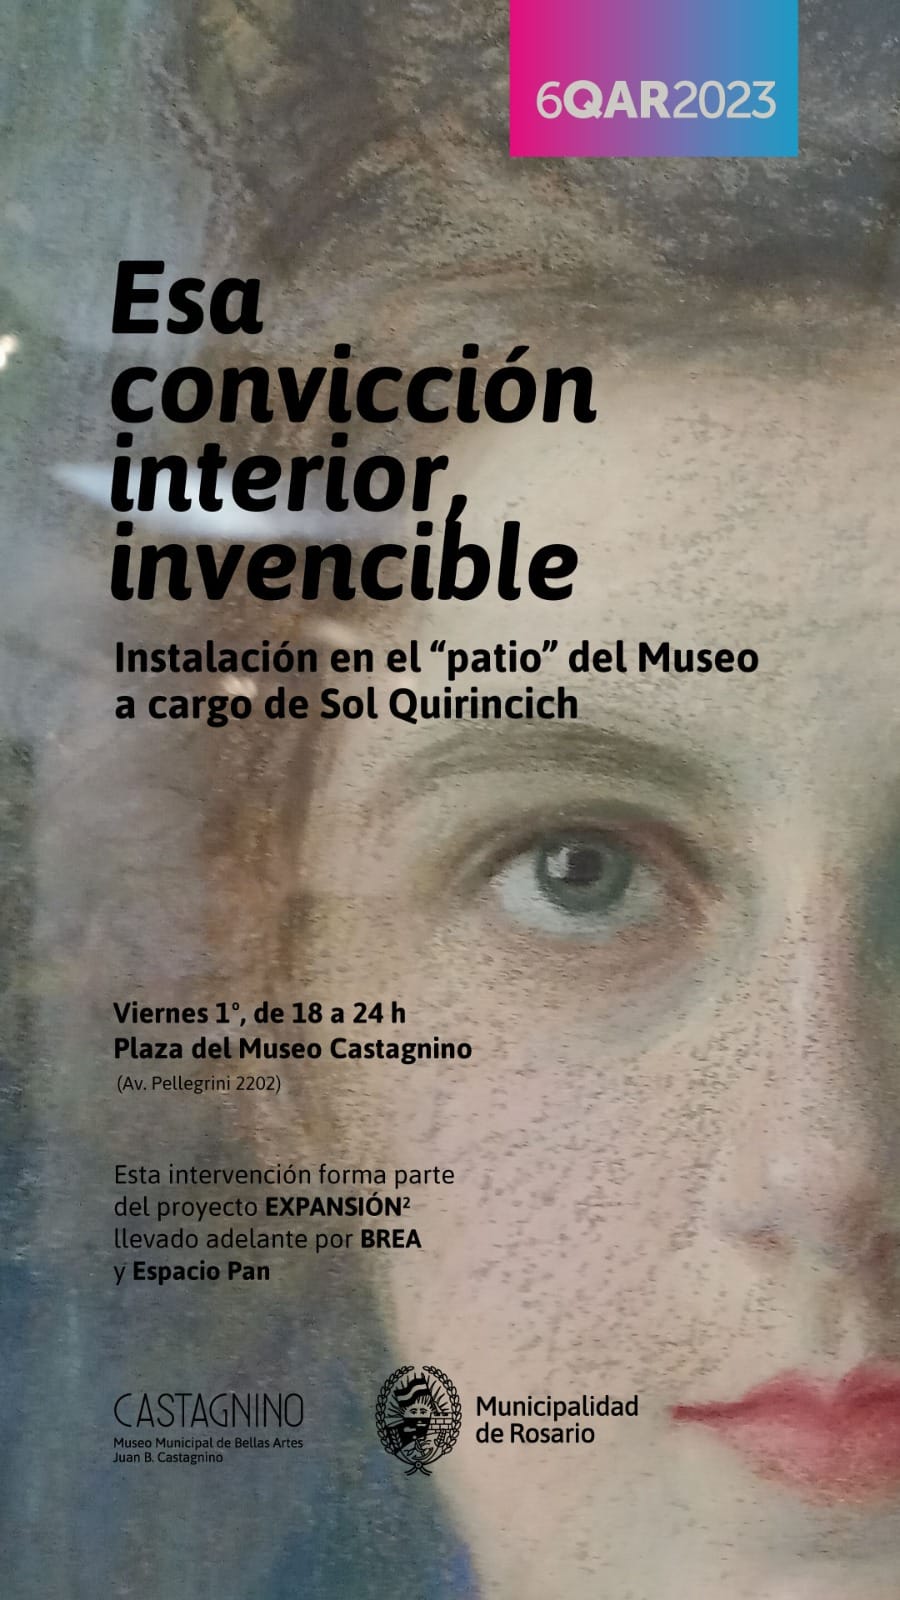 6QAR2023
Esa
convicción
interior,
invencible
Instalación en el “patio” del Museo
a cargo de Sol Quirincich
Viernes 1°, de 18 a 24 h
Plaza del Museo Castagnino
(Av. Pellegrini 2202)
Esta intervención forma parte
del proyecto EXPANSIÓN²
llevado adelante por BREA
y Espacio Pan
CASTAGNINO
Museo Municipal de Bellas Artes
Juan B. Castagnino
Municipalidad
de Rosario